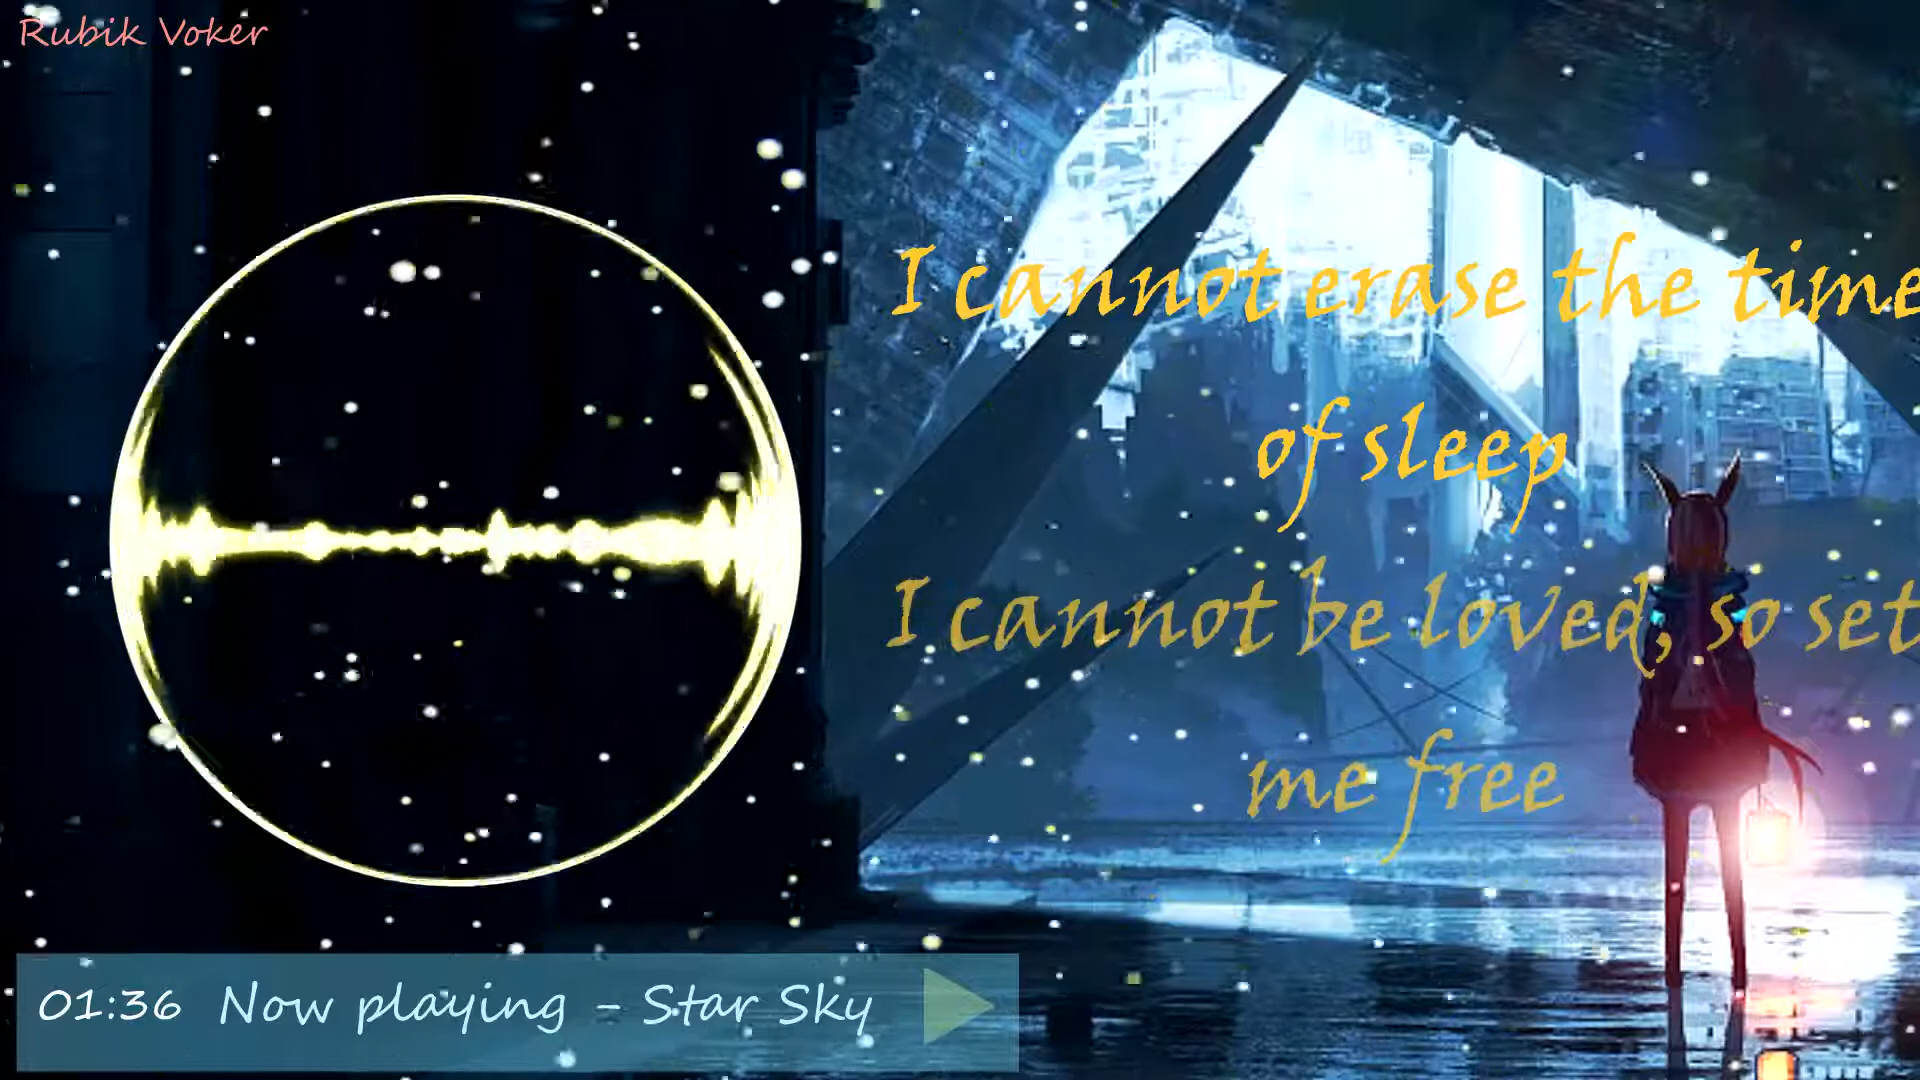 Rubik Voker
I cannot erase the time
of sleep
I cannot be loved, so set
me free
01:36 Now playing - Star Sky